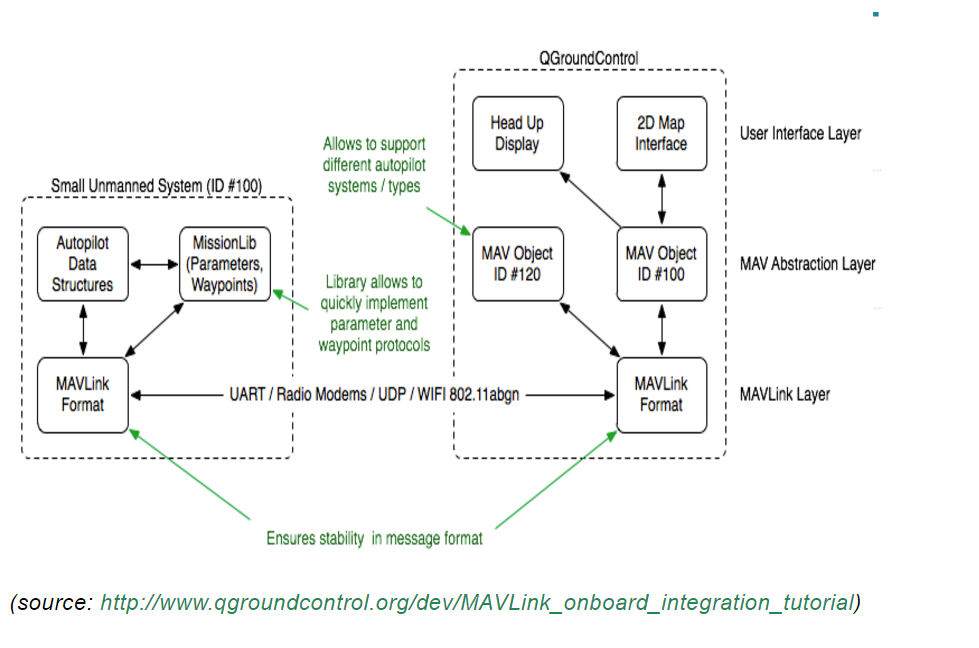 QGroundControl
Head Up
Display
2D Map
Interface
User Interface Layer
Allows to support
different autopilot
systems / types
Small Unmanned System (ID #100)
Autopilot
Data
Structures
MissionLib
(Parameters,
Waypoints)
MAV Object
ID #120
MAV Object
ID #100
MAV Abstraction Layer
Library allows to
quickly implement
parameter and
waypoint protocols
MAVLink
Format
UART / Radio Modems / UDP / WIFI 802.11abgn
MAVLink
Format
MAVLink Layer
Ensures stability in message format
(source: http://www.qgroundcontrol.org/dev/MAVLink_onboard_integration_tutorial)